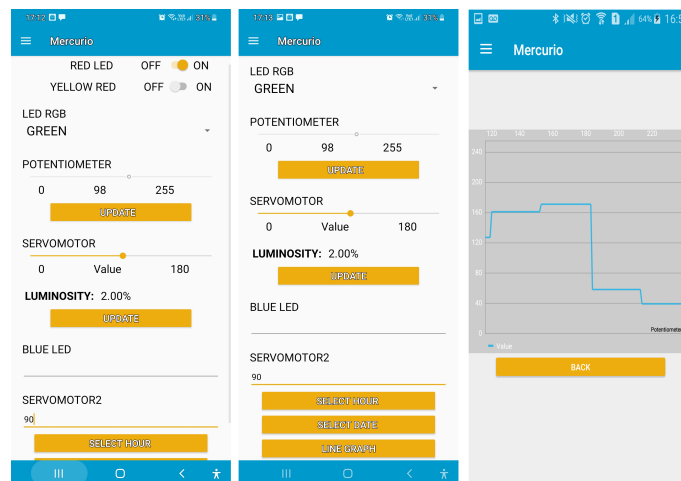 17:12
31%
Mercurio
RED LED OFF ON
YELLOW RED OFF ON
LED RGB
GREEN
POTENTIOMETER
0 98 255
UPDATE
SERVOMOTOR
0 Value 180
LUMINOSITY: 2.00%
UPDATE
BLUE LED
SERVOMOTOR2
90
SELECT HOUR
17:13
31%
Mercurio
LED RGB
GREEN
POTENTIOMETER
0 98 255
UPDATE
SERVOMOTOR
0 Value 180
LUMINOSITY: 2.00%
UPDATE
BLUE LED
SERVOMOTOR2
90
SELECT HOUR
SELECT DATE
LINE GRAPH
1 64% 16:5
Mercurio
120 140 160 180 200 220
240
200
160
120
80
40
0
Potentiometer
Value
BACK